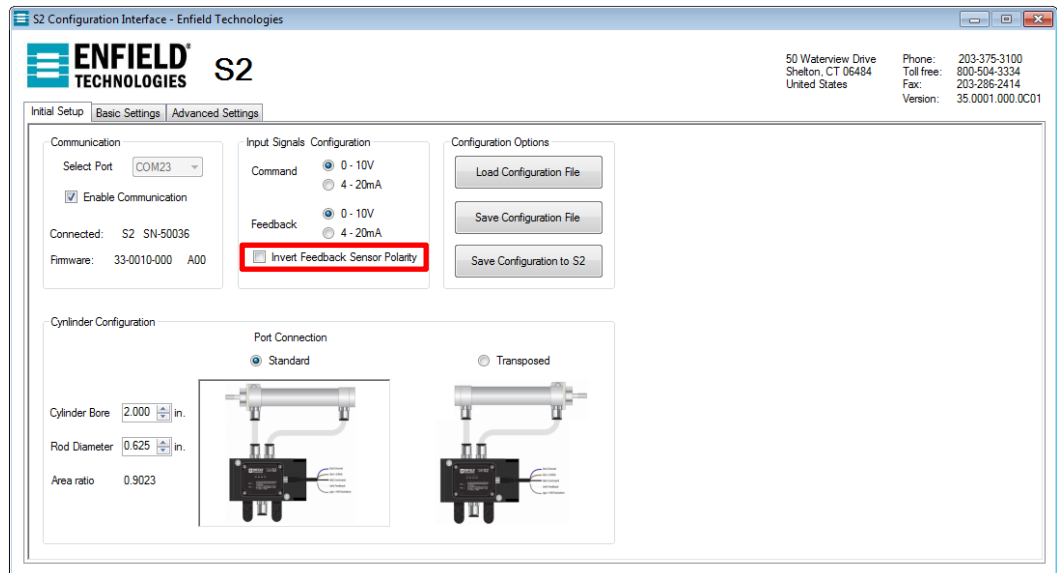 S2 Configuration Interface - Enfield Technologies
ENFIELD
TECHNOLOGIES
S2
50 Waterview Drive
Shelton, CT 06484
United States
Phone: 203-375-3100
Toll free: 800-504-3334
Fax: 203-286-2414
Version: 35.0001.000.0C01
Initial Setup Basic Settings Advanced Settings
Communication
Select Port COM23
Enable Communication
Connected: S2 SN-50036
Firmware: 33-0010-000 A00
Input Signals Configuration
Command
0 - 10V
4 - 20mA
Feedback
0 - 10V
4 - 20mA
Invert Feedback Sensor Polarity
Configuration Options
Load Configuration File
Save Configuration File
Save Configuration to S2
Cynlinder Configuration
Port Connection
Standard
Transposed
Cylinder Bore 2.000 in.
Rod Diameter 0.625 in.
Area ratio 0.9023